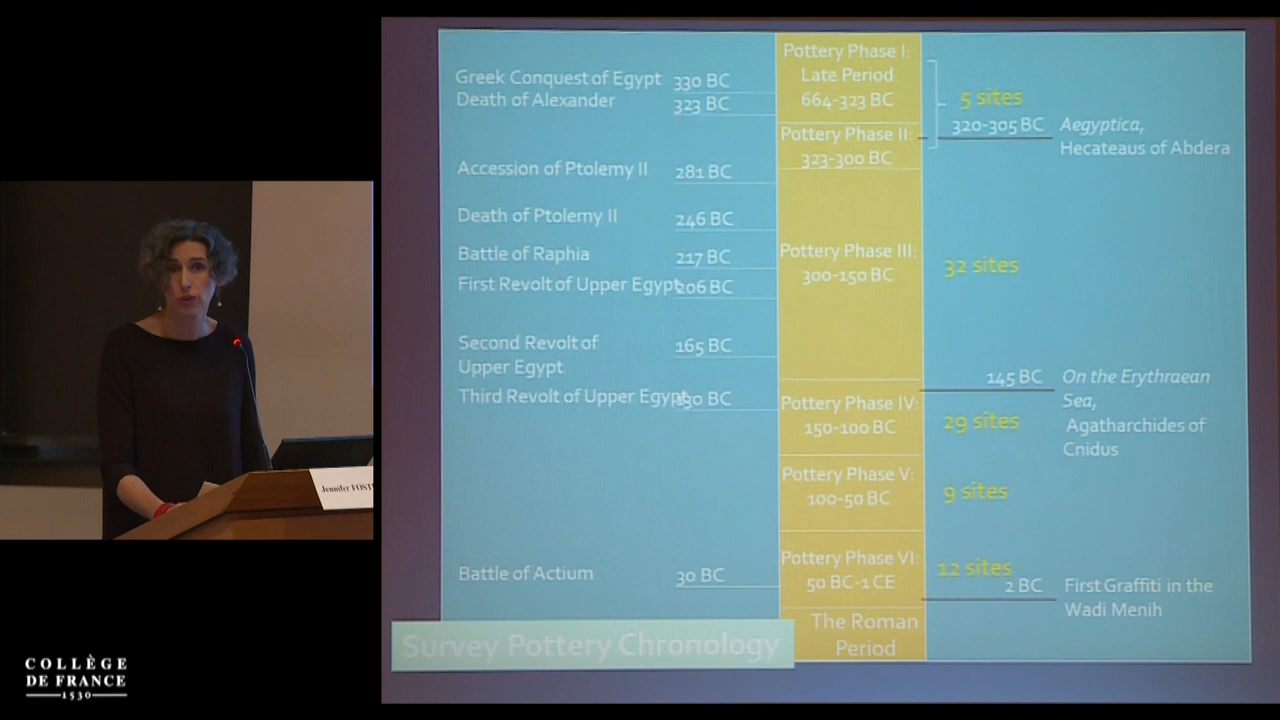 Greek Conquest of Egypt 330 BC
Death of Alexander 323 BC
Accession of Ptolemy II 281 BC
Death of Ptolemy II 246 BC
Battle of Raphia 217 BC
First Revolt of Upper Egypt 206 BC
Second Revolt of 165 BC
Upper Egypt
Third Revolt of Upper Egypt 130 BC
Battle of Actium 30 BC
Survey Pottery Chronology
Pottery Phase I:
Late Period
664-323 BC
Pottery Phase II:
323-300 BC
Pottery Phase III:
300-150 BC
Pottery Phase IV:
150-100 BC
Pottery Phase V:
100-50 BC
Pottery Phase VI:
50 BC-1 CE
The Roman
Period
5 sites
320-305 BC Aegyptica,
Hecateaus of Abdera
32 sites
145 BC On the Erythraean
Sea,
Agatharchides of
Cnidus
29 sites
9 sites
12 sites
2 BC First Graffiti in the
Wadi Menih
Jennifer
COLLÈGE
DE FRANCE
1530